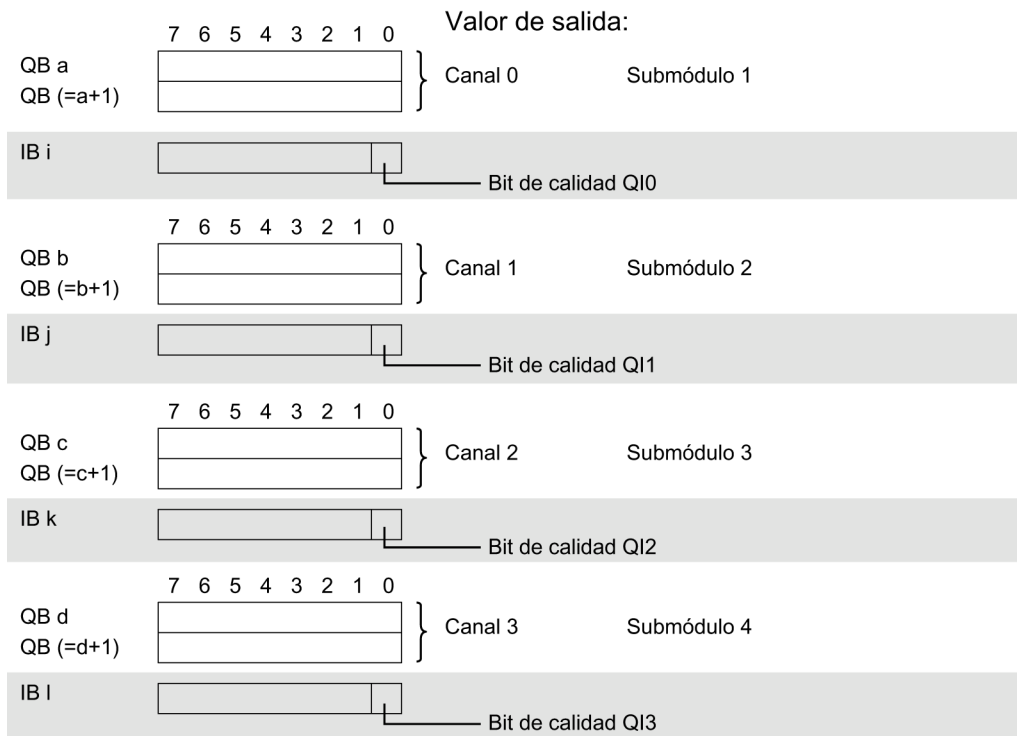 Valor de salida:
7 6 5 4 3 2 1 0
QB a
QB (=a+1)
Canal 0 Submódulo 1
IB i
Bit de calidad QI0
7 6 5 4 3 2 1 0
QB b
QB (=b+1)
Canal 1 Submódulo 2
IB j
Bit de calidad QI1
7 6 5 4 3 2 1 0
QB c
QB (=c+1)
Canal 2 Submódulo 3
IB k
Bit de calidad QI2
7 6 5 4 3 2 1 0
QB d
QB (=d+1)
Canal 3 Submódulo 4
IB l
Bit de calidad QI3